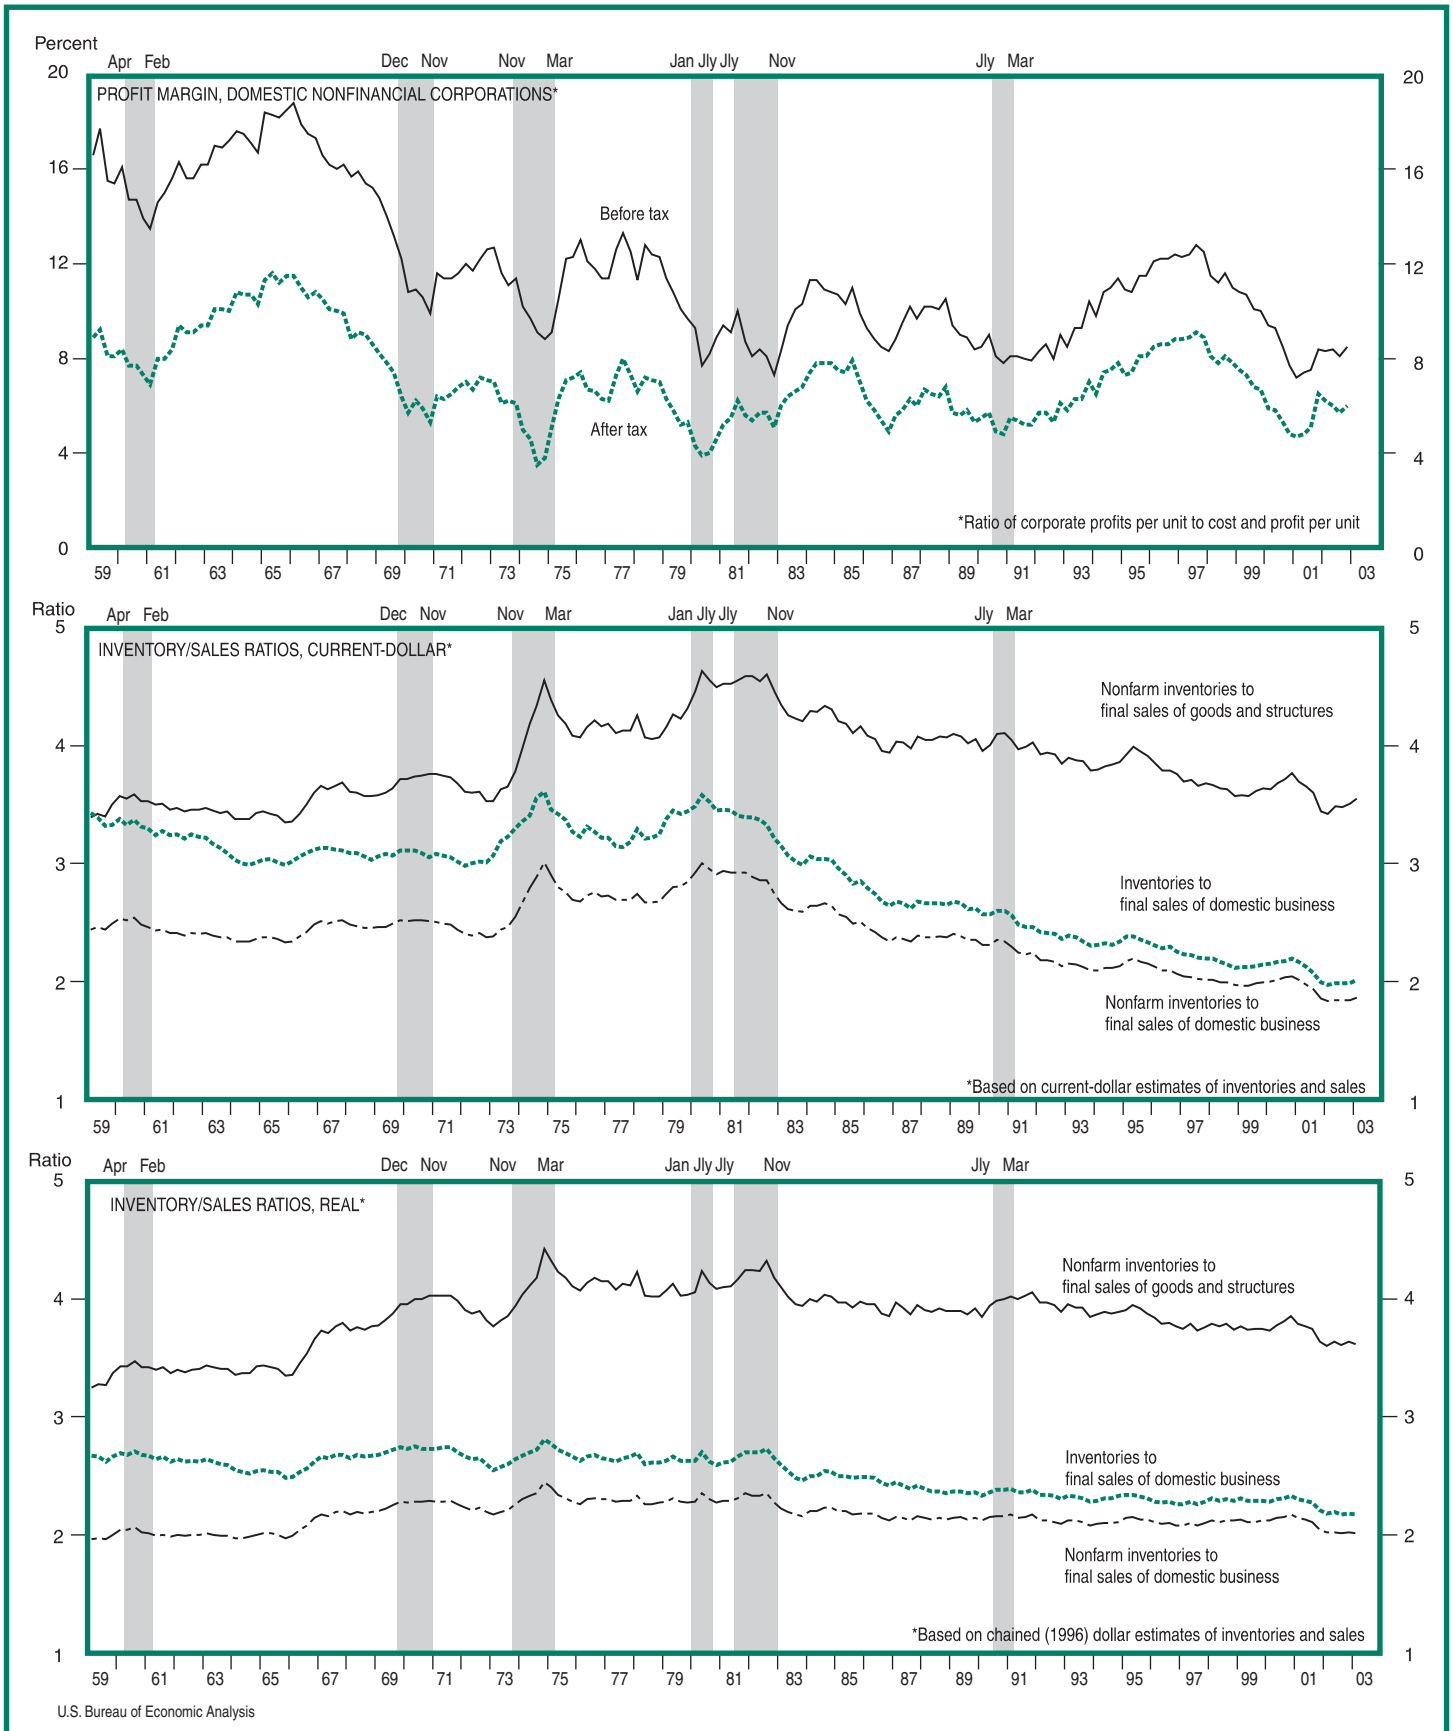 Percent
Apr Feb Dec Nov Nov Mar Jan Jly Jly Nov Jly Mar
20 20
PROFIT MARGIN, DOMESTIC NONFINANCIAL CORPORATIONS*
16 16
Before tax
12 12
8 8
After tax
4 4
*Ratio of corporate profits per unit to cost and profit per unit
0 0
59 61 63 65 67 69 71 73 75 77 79 81 83 85 87 89 91 93 95 97 99 01 03
Ratio
Apr Feb Dec Nov Nov Mar Jan Jly Jly Nov Jly Mar
5 5
INVENTORY/SALES RATIOS, CURRENT-DOLLAR*
Nonfarm inventories to
final sales of goods and structures
4 4
3 3
Inventories to
final sales of domestic business
2 2
Nonfarm inventories to
final sales of domestic business
*Based on current-dollar estimates of inventories and sales
1 1
59 61 63 65 67 69 71 73 75 77 79 81 83 85 87 89 91 93 95 97 99 01 03
Ratio
Apr Feb Dec Nov Nov Mar Jan Jly Jly Nov Jly Mar
5 5
INVENTORY/SALES RATIOS, REAL*
Nonfarm inventories to
final sales of goods and structures
4 4
3 3
Inventories to
final sales of domestic business
2 2
Nonfarm inventories to
final sales of domestic business
*Based on chained (1996) dollar estimates of inventories and sales
1 1
59 61 63 65 67 69 71 73 75 77 79 81 83 85 87 89 91 93 95 97 99 01 03
U.S. Bureau of Economic Analysis